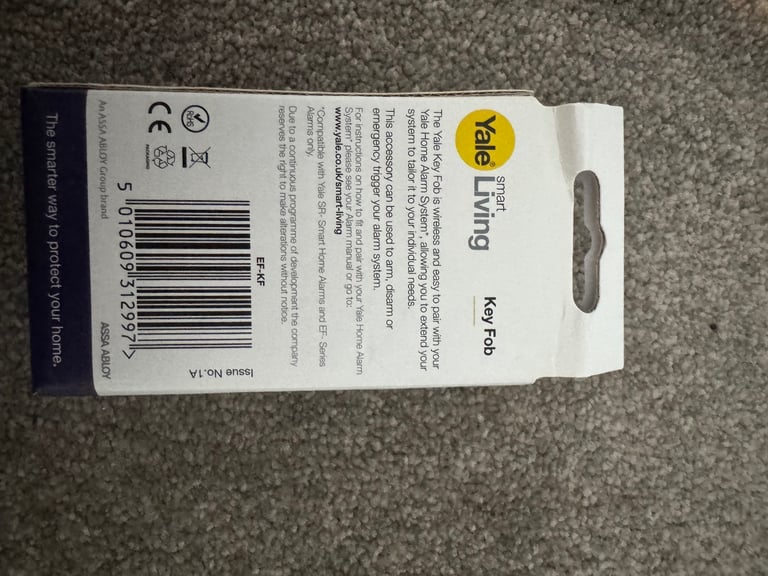 Yale® smart
Living
Key Fob
The Yale Key Fob is wireless and easy to pair with your
Yale Home Alarm System*, allowing you to extend your
system to tailor it to your individual needs.
This accessory can be used to arm, disarm or
emergency trigger your alarm system.
For instructions on how to fit and pair with your Yale Home Alarm
System* please see your Alarm manual or go to:
www.yale.co.uk/smart-living
*Compatible with Yale SR- Smart Home Alarms and EF- Series
Alarms only.
Due to a continuous programme of development the company
reserves the right to make alterations without notice.
EF-KF
RoHS
CE
PACKAGING
5 010609 312997 >
Issue No.1A
An ASSA ABLOY Group brand
ASSA ABLOY
The smarter way to protect your home.